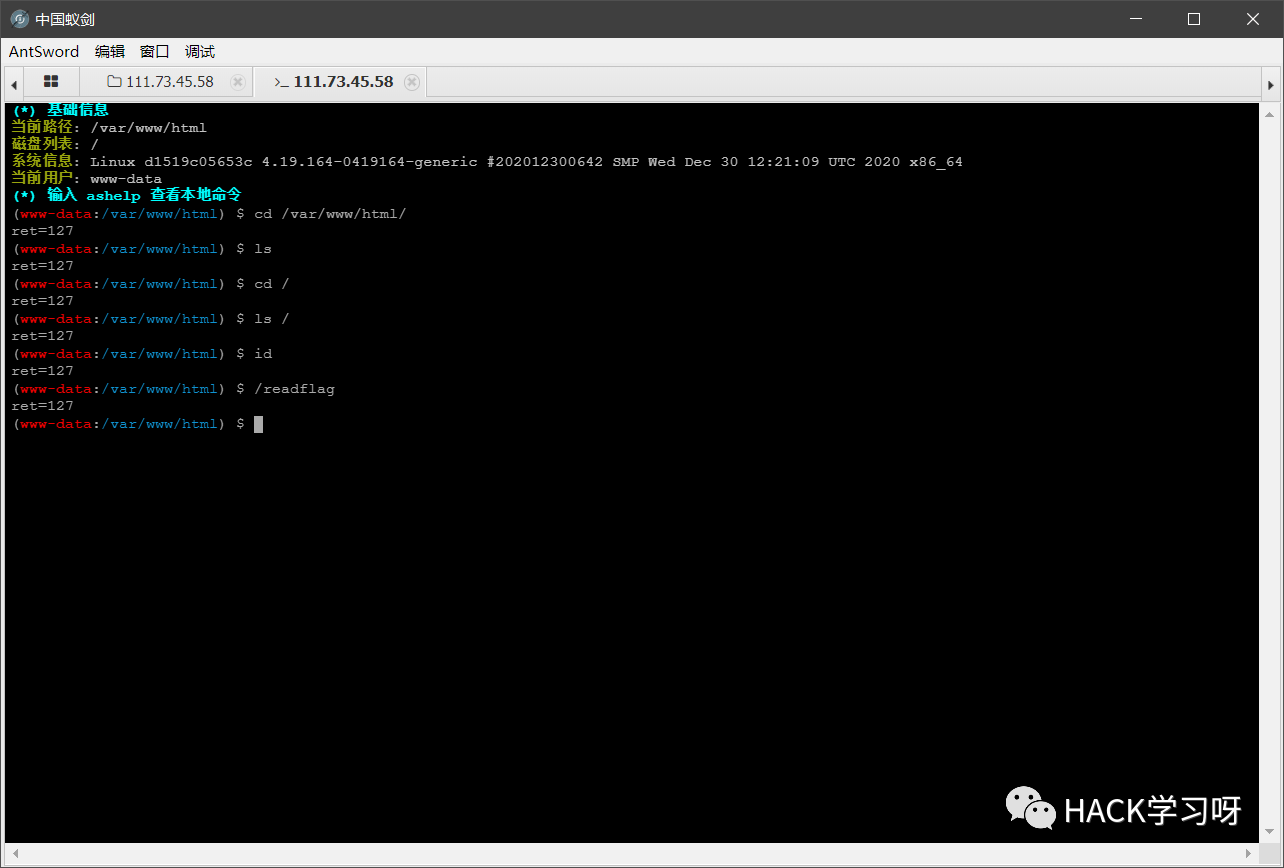 中国蚁剑
AntSword 编辑 窗口 调试
111.73.45.58 >_ 111.73.45.58
(*) 基础信息
当前路径: /var/www/html
磁盘列表: /
系统信息: Linux d1519c05653c 4.19.164-0419164-generic #202012300642 SMP Wed Dec 30 12:21:09 UTC 2020 x86_64
当前用户: www-data
(*) 输入 ashelp 查看本地命令
(www-data:/var/www/html) $ cd /var/www/html/
ret=127
(www-data:/var/www/html) $ ls
ret=127
(www-data:/var/www/html) $ cd /
ret=127
(www-data:/var/www/html) $ ls /
ret=127
(www-data:/var/www/html) $ id
ret=127
(www-data:/var/www/html) $ /readflag
ret=127
(www-data:/var/www/html) $
HACK学习呀